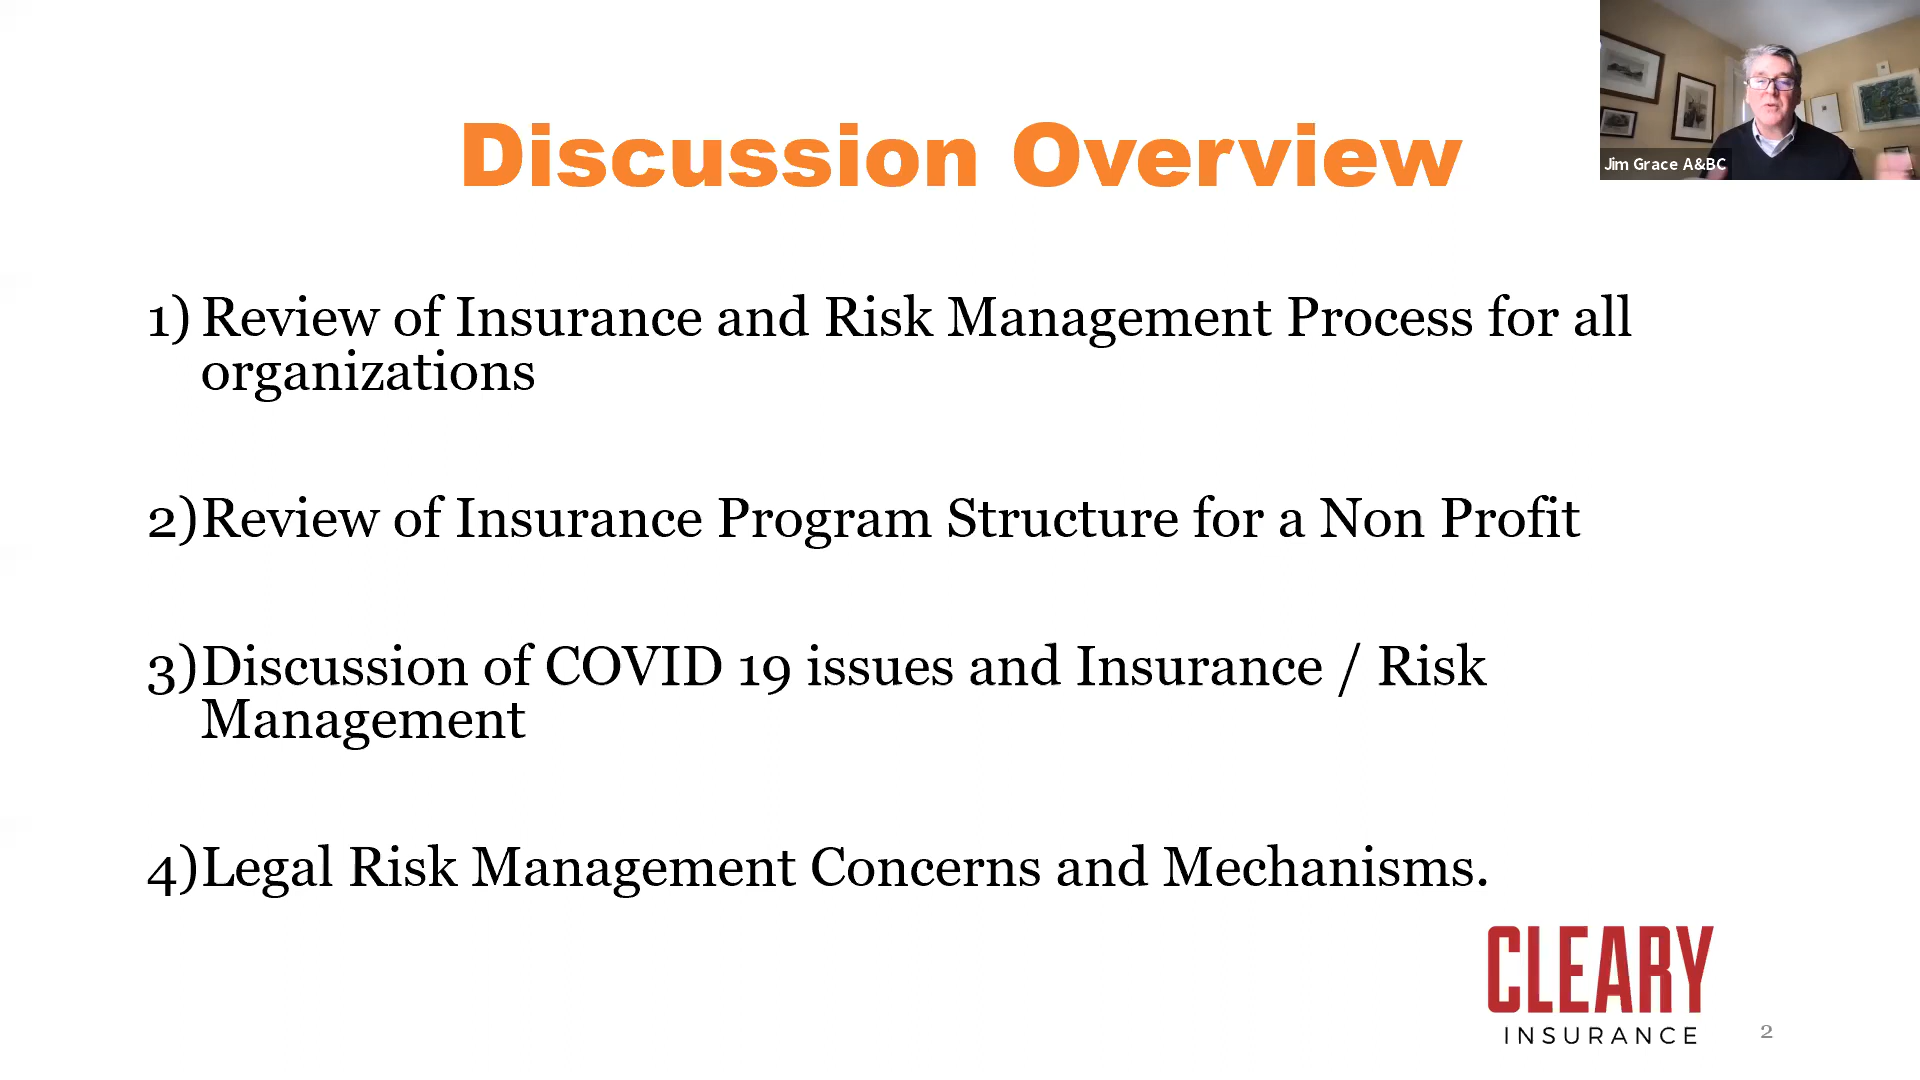 Discussion Overview
Jim Grace A&BC
1) Review of Insurance and Risk Management Process for all
organizations
2) Review of Insurance Program Structure for a Non Profit
3) Discussion of COVID 19 issues and Insurance / Risk
Management
4) Legal Risk Management Concerns and Mechanisms.
CLEARY
INSURANCE
2